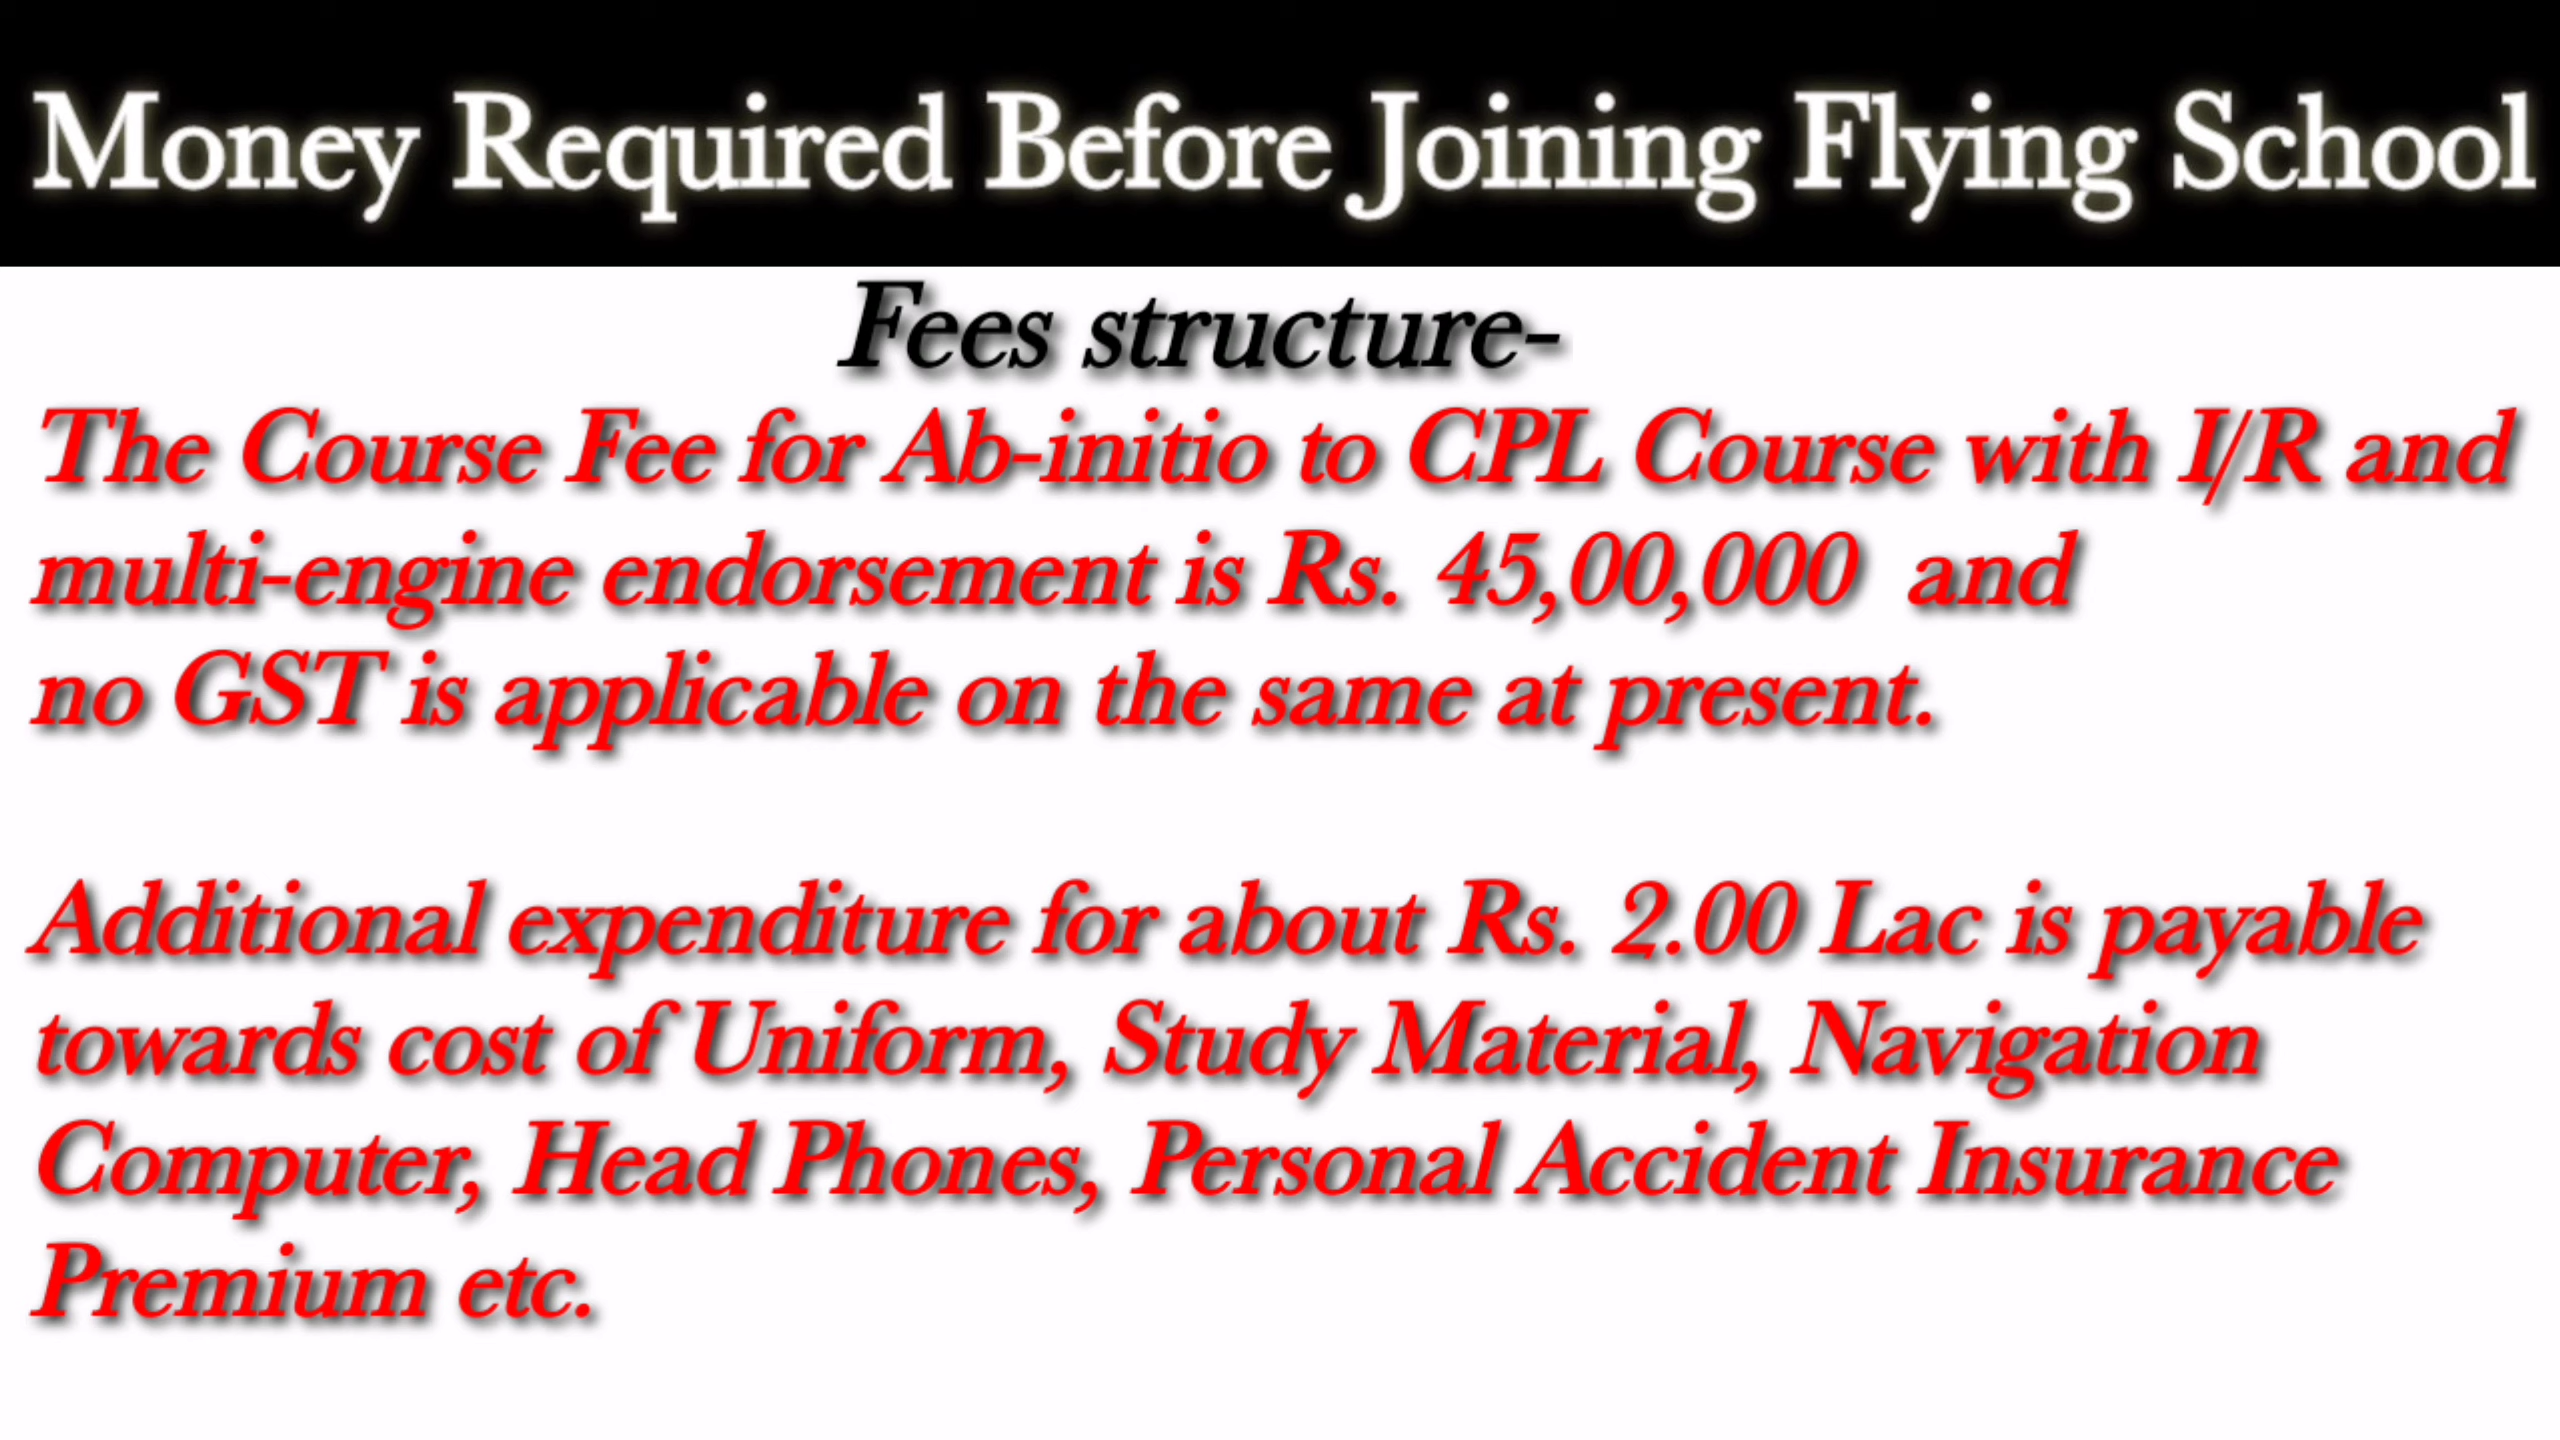 Money Required Before Joining Flying School
Fees structure-
The Course Fee for Ab-initio to CPL Course with I/R and
multi-engine endorsement is Rs. 45,00,000 and
no GST is applicable on the same at present.
Additional expenditure for about Rs. 2.00 Lac is payable
towards cost of Uniform, Study Material, Navigation
Computer, Head Phones, Personal Accident Insurance
Premium etc.